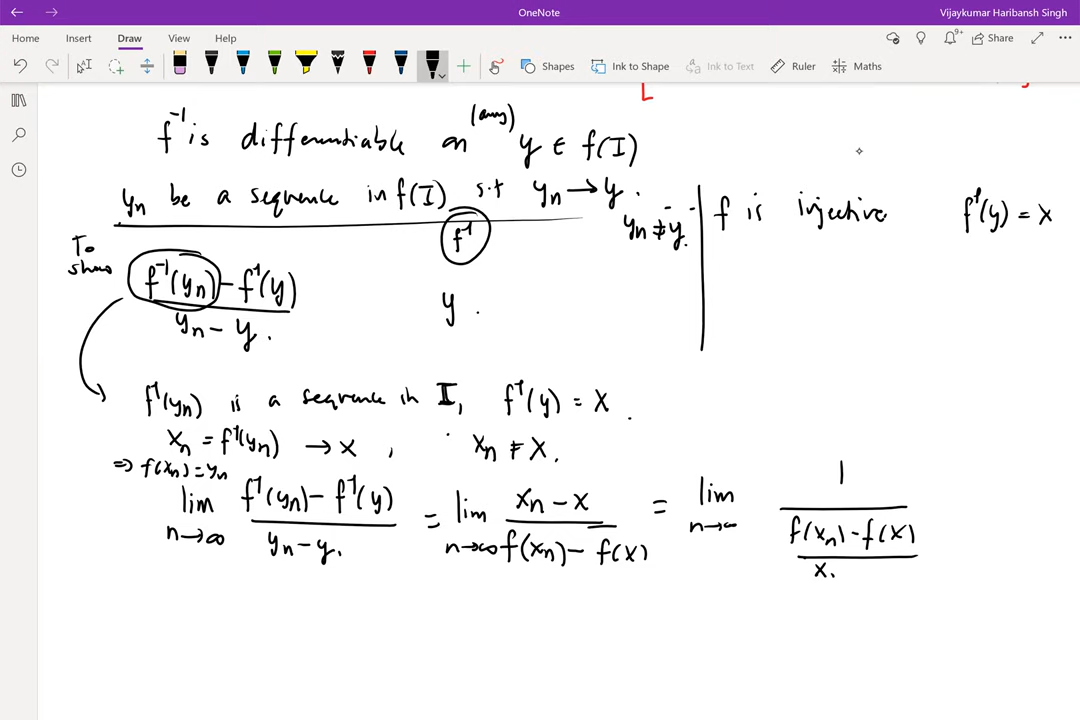 OneNote
Vijaykumar Haribansh Singh
Home Insert Draw View Help
9+ Share
Shapes Ink to Shape Ink to Text Ruler Maths
f⁻¹ is differentiable on (any) y ∈ f(I)
yn be a sequence in f(I) s.t yn → y.
yn ≠ y.
f is injective f⁻¹(y) = x
To show
f⁻¹
f⁻¹(yn) - f⁻¹(y)
yn - y.
y.
f⁻¹(yn) is a sequence in I, f⁻¹(y) = x.
xn = f⁻¹(yn) → x, xn ≠ x.
⇒ f(xn) = yn
lim n→∞ f⁻¹(yn) - f⁻¹(y) / yn - y. = lim n→∞ xn - x / f(xn) - f(x) = lim n→∞ 1 / f(xn) - f(x) / x.